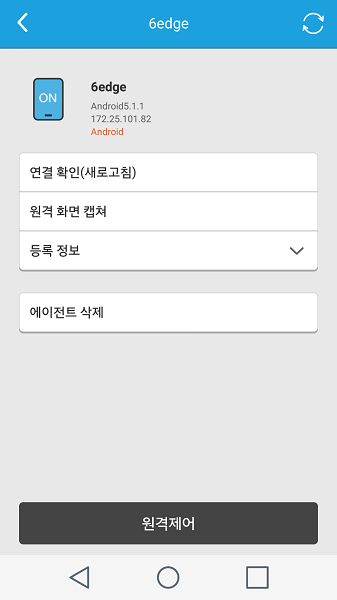 6edge
ON
6edge
Android5.1.1
172.25.101.82
Android
연결 확인(새로고침)
원격 화면 캡쳐
등록 정보
에이전트 삭제
원격제어